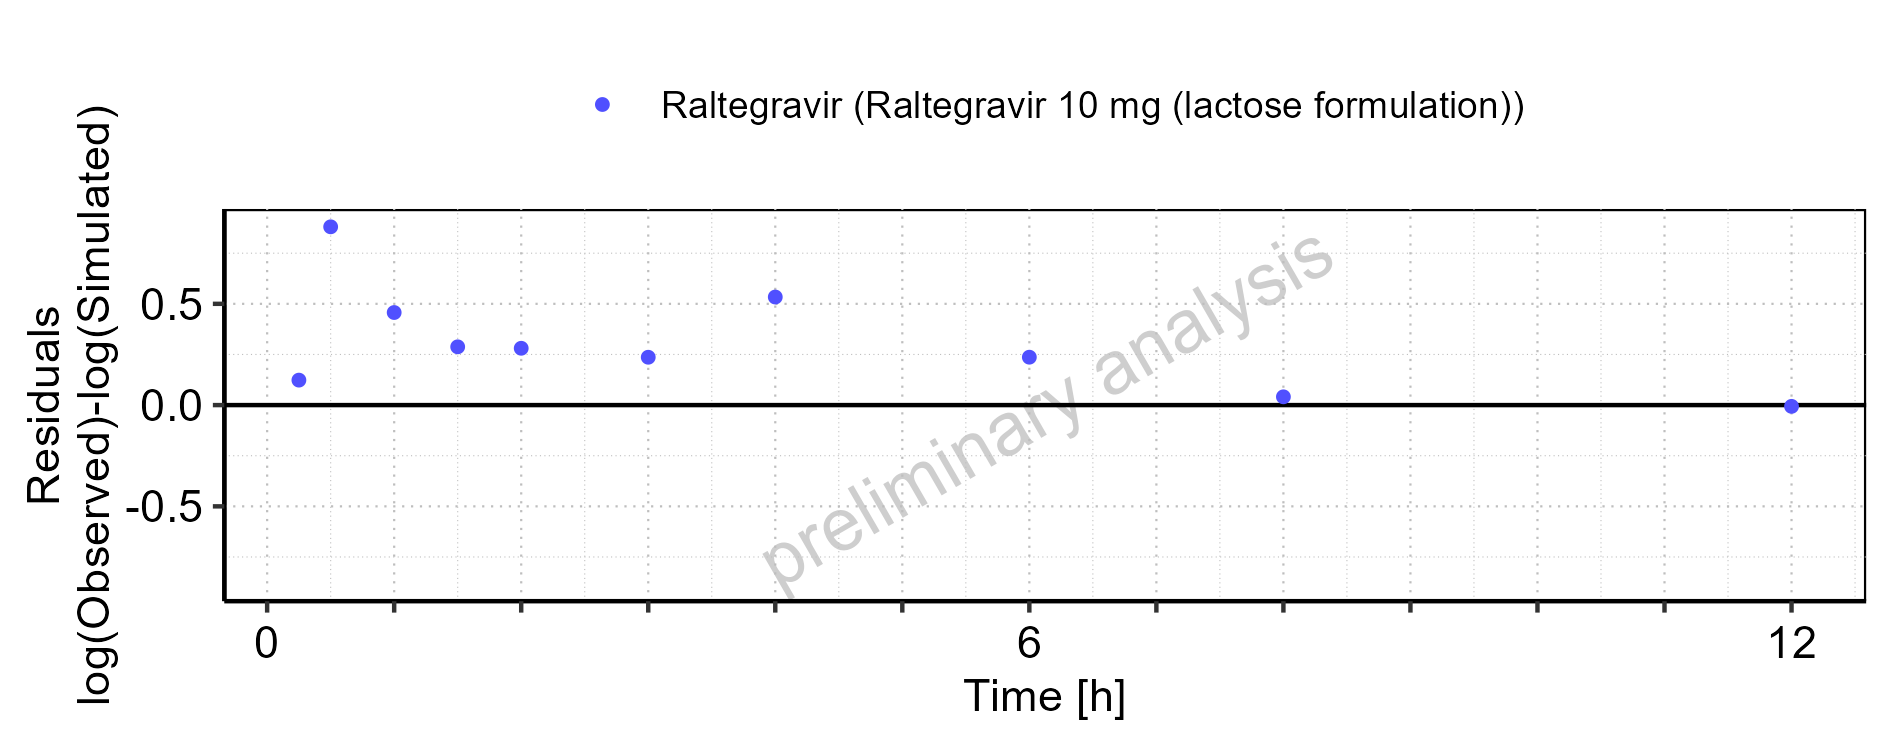 Raltegravir (Raltegravir 10 mg (lactose formulation))
Residuals
log(Observed)-log(Simulated)
0.5
0.0
-0.5
preliminary analysis
0 6 12
Time [h]